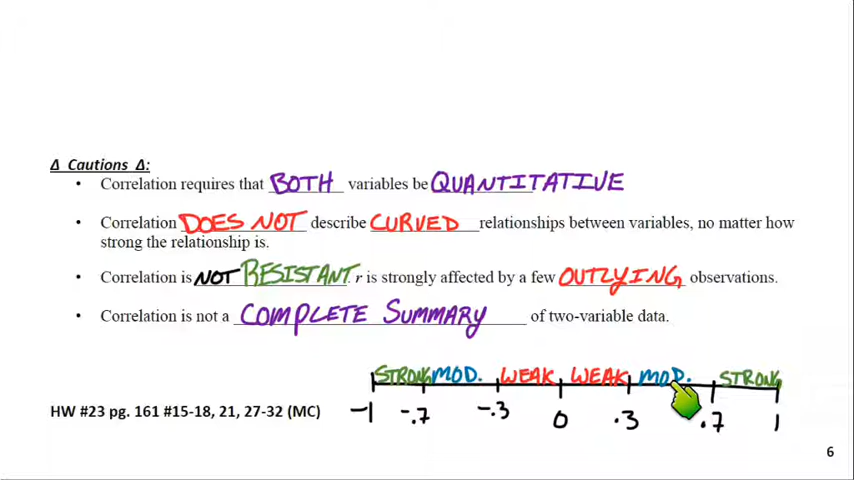 Δ Cautions Δ:
• Correlation requires that BOTH variables be QUANTITATIVE
• Correlation DOES NOT describe CURVED relationships between variables, no matter how
strong the relationship is.
• Correlation is NOT RESISTANT. r is strongly affected by a few OUTLYING observations.
• Correlation is not a COMPLETE SUMMARY of two-variable data.
STRONG MOD. WEAK WEAK MOD. STRONG
-1 -.7 -.3 0 .3 .7 1
HW #23 pg. 161 #15-18, 21, 27-32 (MC)
6